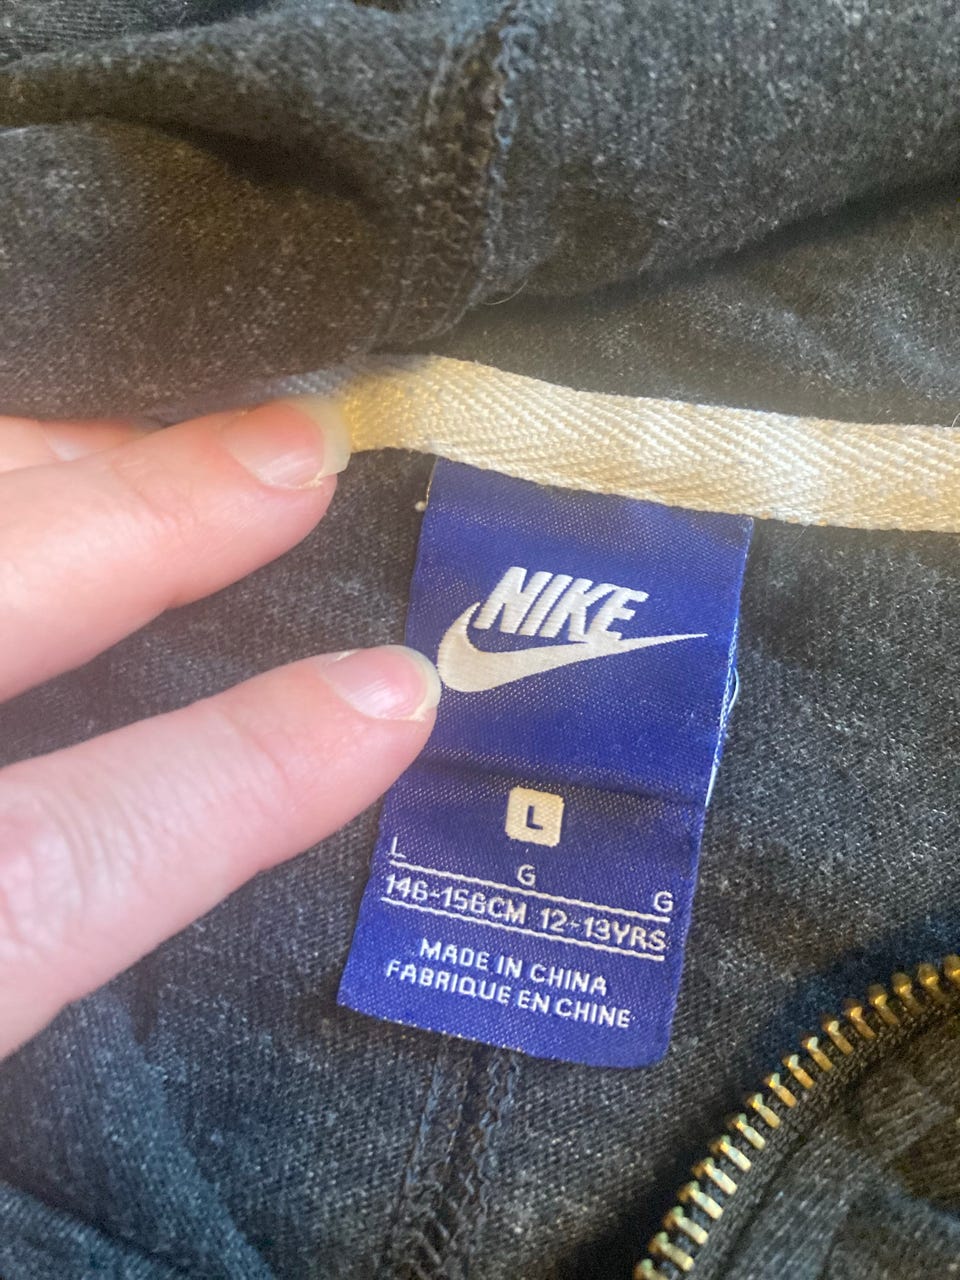 NIKE
L
L G G
146-156CM 12-13YRS
MADE IN CHINA
FABRIQUE EN CHINE